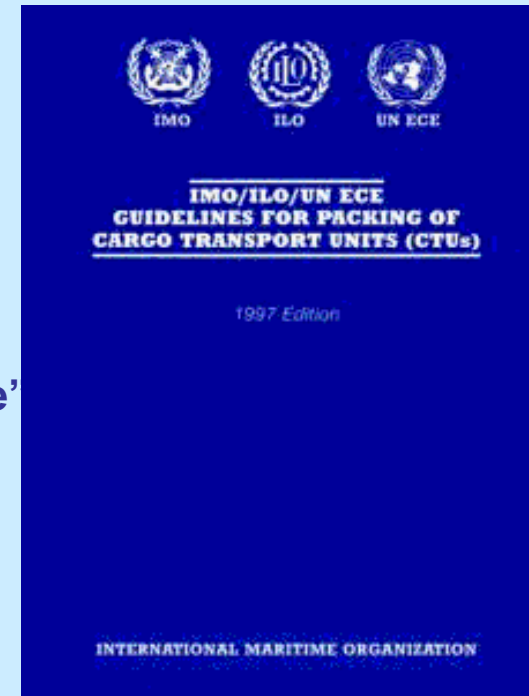 IMO ILO UN ECE
IMO/ILO/UN ECE
GUIDELINES FOR PACKING OF
CARGO TRANSPORT UNITS (CTUs)
1997 Edition
e"
INTERNATIONAL MARITIME ORGANIZATION